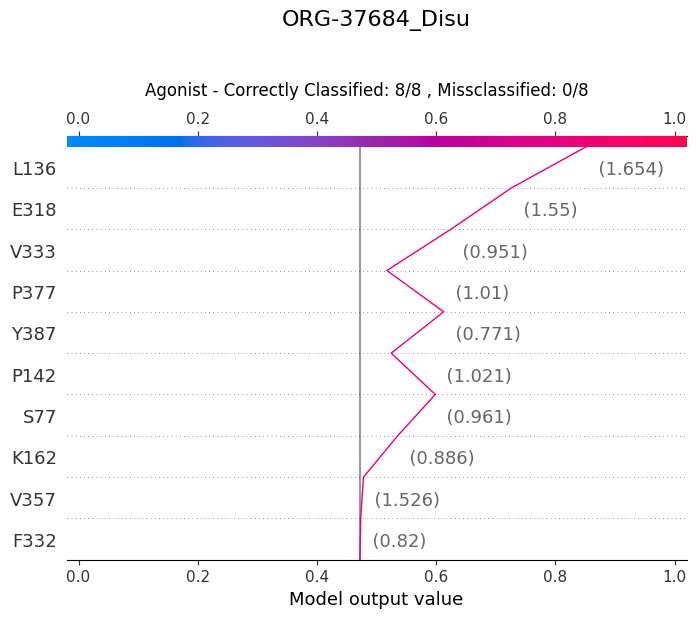 ORG-37684_Disu
Agonist - Correctly Classified: 8/8 , Missclassified: 0/8
0.0 0.2 0.4 0.6 0.8 1.0
L136 (1.654)
E318 (1.55)
V333 (0.951)
P377 (1.01)
Y387 (0.771)
P142 (1.021)
S77 (0.961)
K162 (0.886)
V357 (1.526)
F332 (0.82)
0.0 0.2 0.4 0.6 0.8 1.0
Model output value